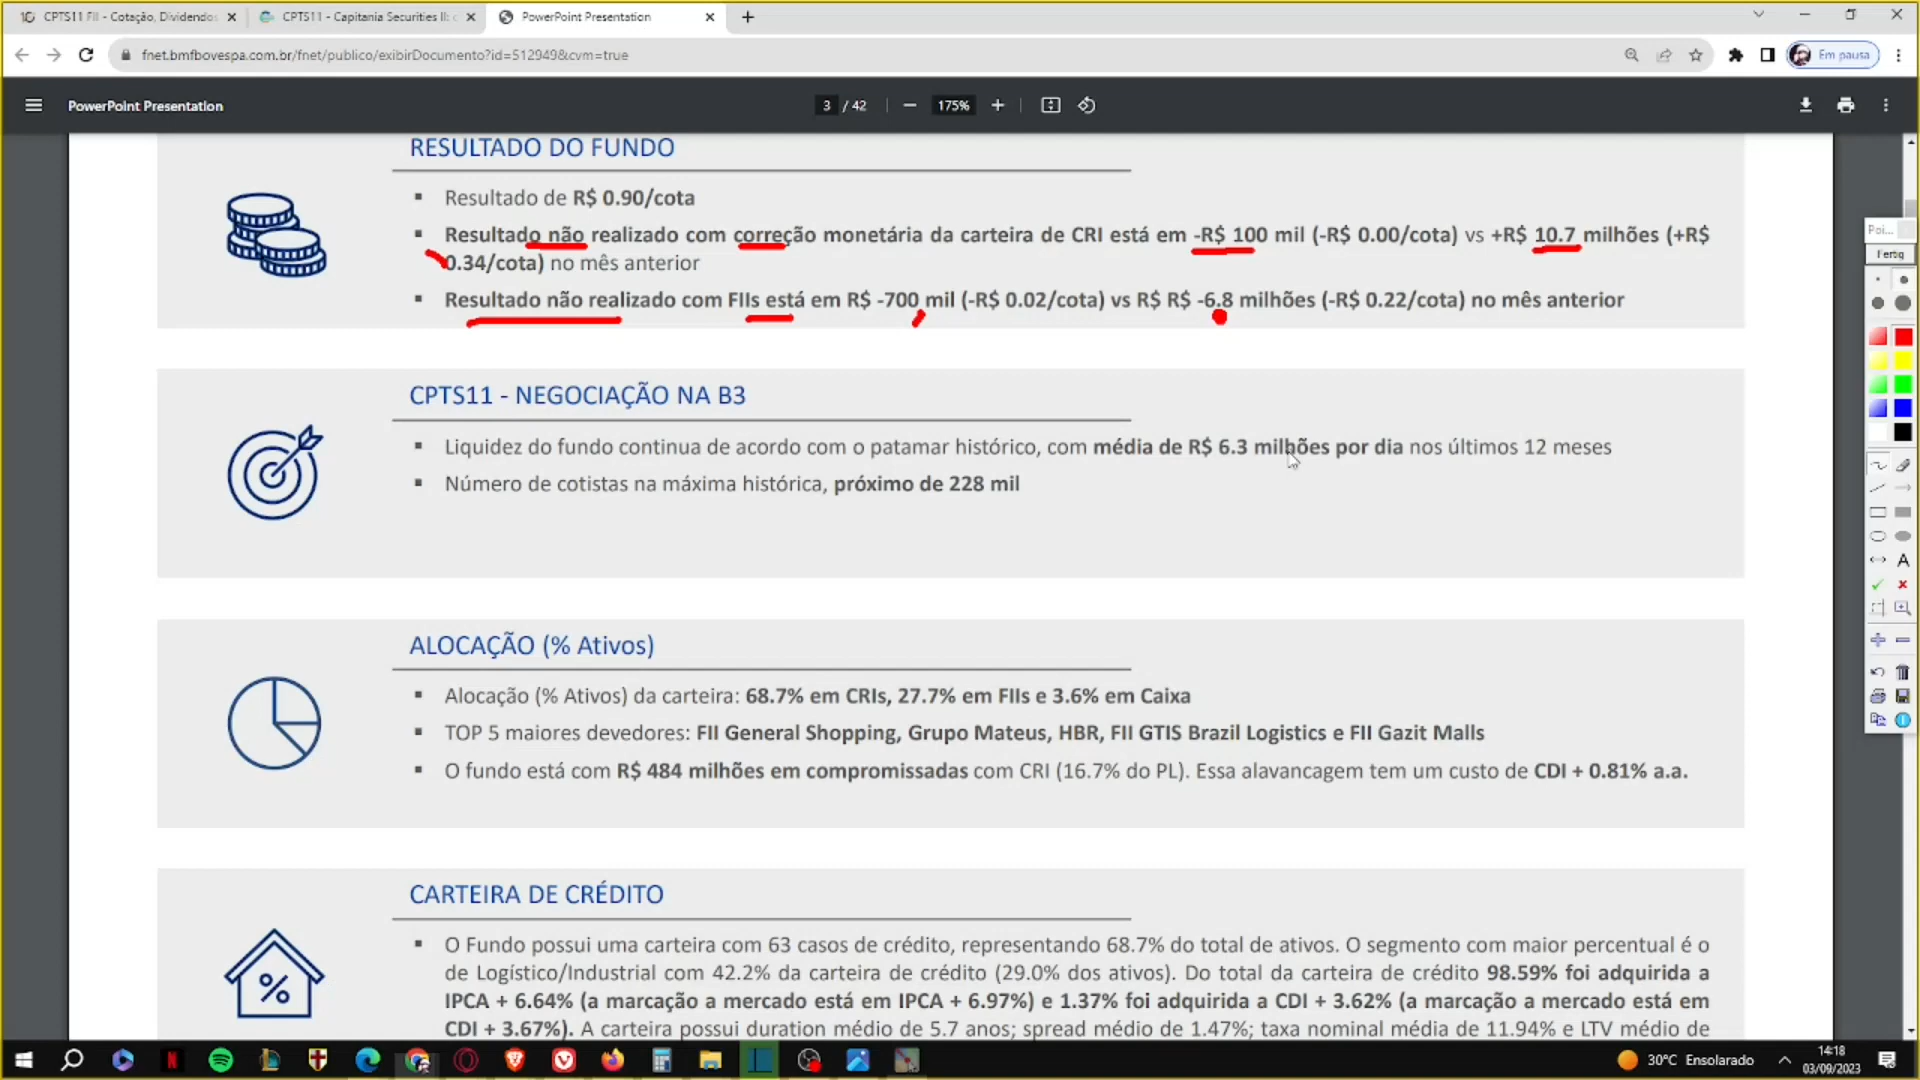 CPTS11 FII - Cotação, Dividendos
CPTS11 - Capitania Securities II: c
PowerPoint Presentation
fnet.bmfbovespa.com.br/fnet/publico/exibirDocumento?id=512949&cvm=true
Em pausa
PowerPoint Presentation
3 / 42
175%
RESULTADO DO FUNDO
▪ Resultado de R$ 0.90/cota
▪ Resultado não realizado com correção monetária da carteira de CRI está em -R$ 100 mil (-R$ 0.00/cota) vs +R$ 10.7 milhões (+R$
0.34/cota) no mês anterior
▪ Resultado não realizado com FIIs está em R$ -700 mil (-R$ 0.02/cota) vs R$ R$ -6.8 milhões (-R$ 0.22/cota) no mês anterior
CPTS11 - NEGOCIAÇÃO NA B3
▪ Liquidez do fundo continua de acordo com o patamar histórico, com média de R$ 6.3 milhões por dia nos últimos 12 meses
▪ Número de cotistas na máxima histórica, próximo de 228 mil
ALOCAÇÃO (% Ativos)
▪ Alocação (% Ativos) da carteira: 68.7% em CRIs, 27.7% em FIIs e 3.6% em Caixa
▪ TOP 5 maiores devedores: FII General Shopping, Grupo Mateus, HBR, FII GTIS Brazil Logistics e FII Gazit Malls
▪ O fundo está com R$ 484 milhões em compromissadas com CRI (16.7% do PL). Essa alavancagem tem um custo de CDI + 0.81% a.a.
CARTEIRA DE CRÉDITO
%
▪ O Fundo possui uma carteira com 63 casos de crédito, representando 68.7% do total de ativos. O segmento com maior percentual é o
de Logístico/Industrial com 42.2% da carteira de crédito (29.0% dos ativos). Do total da carteira de crédito 98.59% foi adquirida a
IPCA + 6.64% (a marcação a mercado está em IPCA + 6.97%) e 1.37% foi adquirida a CDI + 3.62% (a marcação a mercado está em
CDI + 3.67%). A carteira possui duration médio de 5.7 anos; spread médio de 1.47%; taxa nominal média de 11.94% e LTV médio de
Poi...
Fertig
A
30°C Ensolarado
14:18
03/09/2023